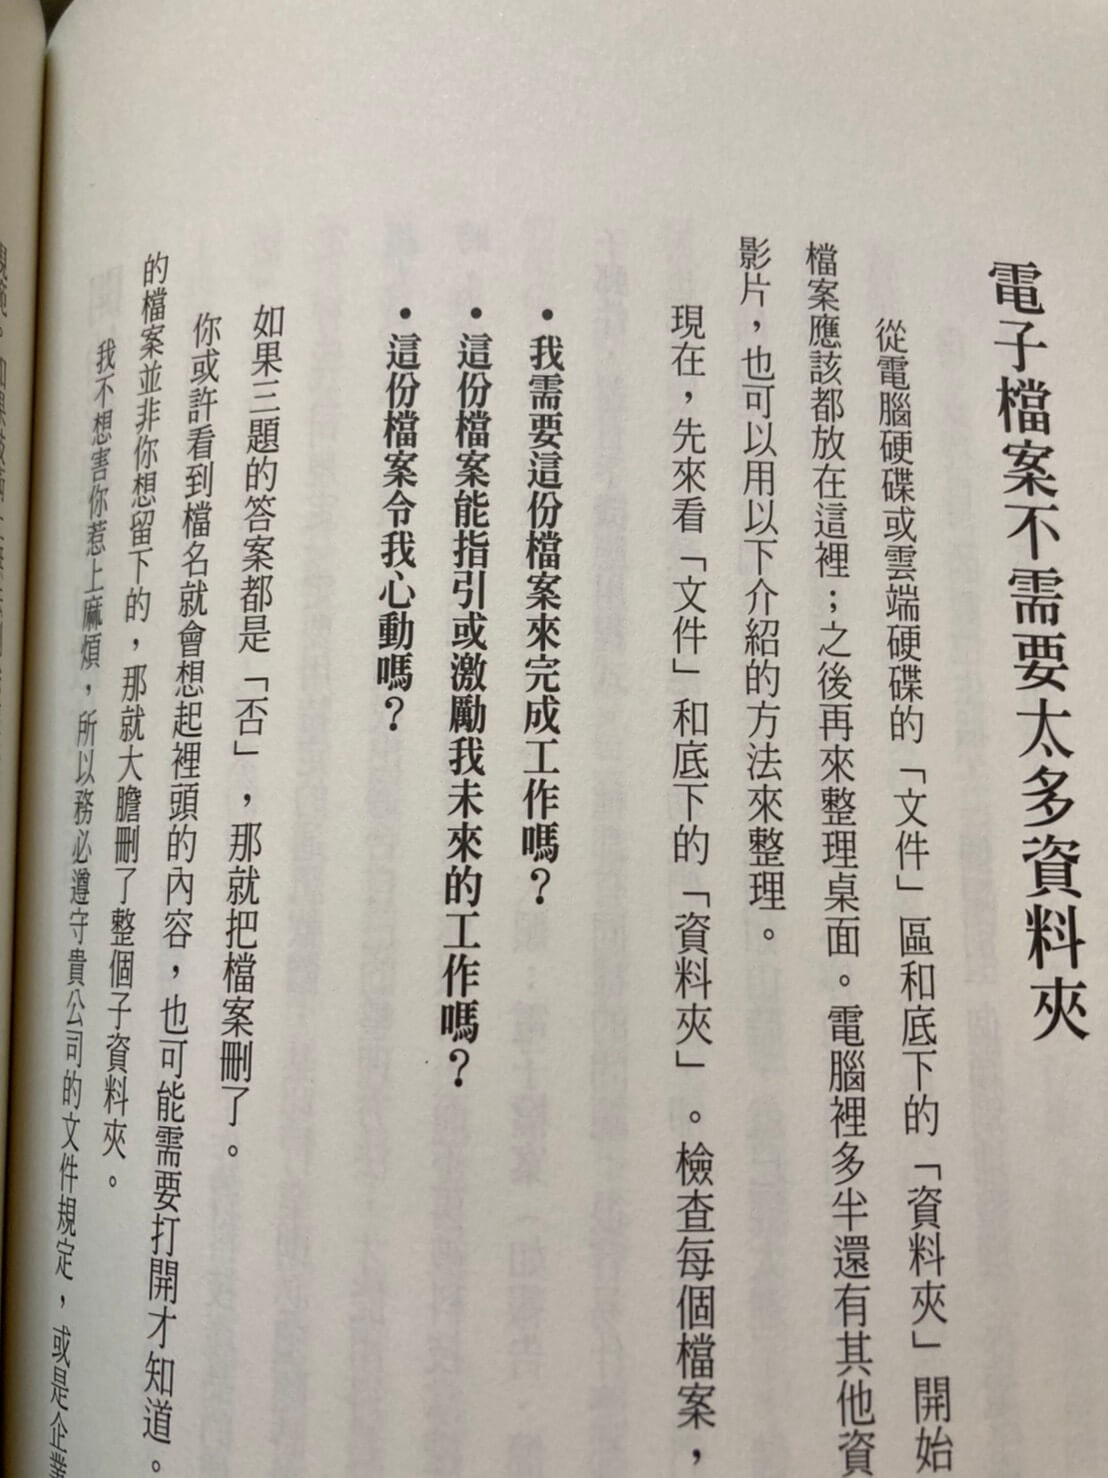 電子檔案不需要太多資料夾
從電腦硬碟或雲端硬碟的「文件」區和底下的「資料夾」開始
檔案應該都放在這裡；之後再來整理桌面。電腦裡多半還有其他資
影片，也可以用以下介紹的方法來整理。
現在，先來看「文件」和底下的「資料夾」。檢查每個檔案，
・我需要這份檔案來完成工作嗎？
・這份檔案能指引或激勵我未來的工作嗎？
・這份檔案令我心動嗎？
如果三題的答案都是「否」，那就把檔案刪了。
你或許看到檔名就會想起裡頭的內容，也可能需要打開才知道。
的檔案並非你想留下的，那就大膽刪了整個子資料夾。
我不想害你惹上麻煩，所以務必遵守貴公司的文件規定，或是企業